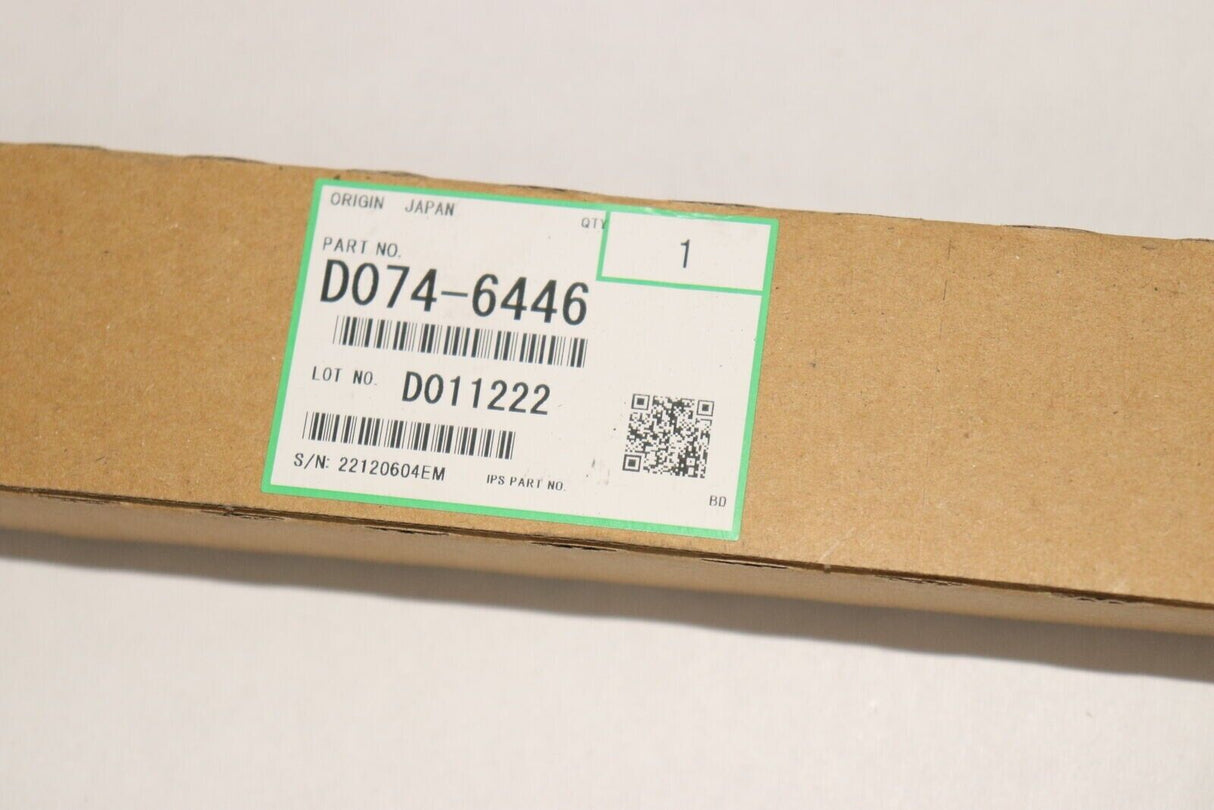 ORIGIN JAPAN
QTY 1
PART NO.
D074-6446
LOT NO. D011222
S/N: 22120604EM IPS PART NO.
BD